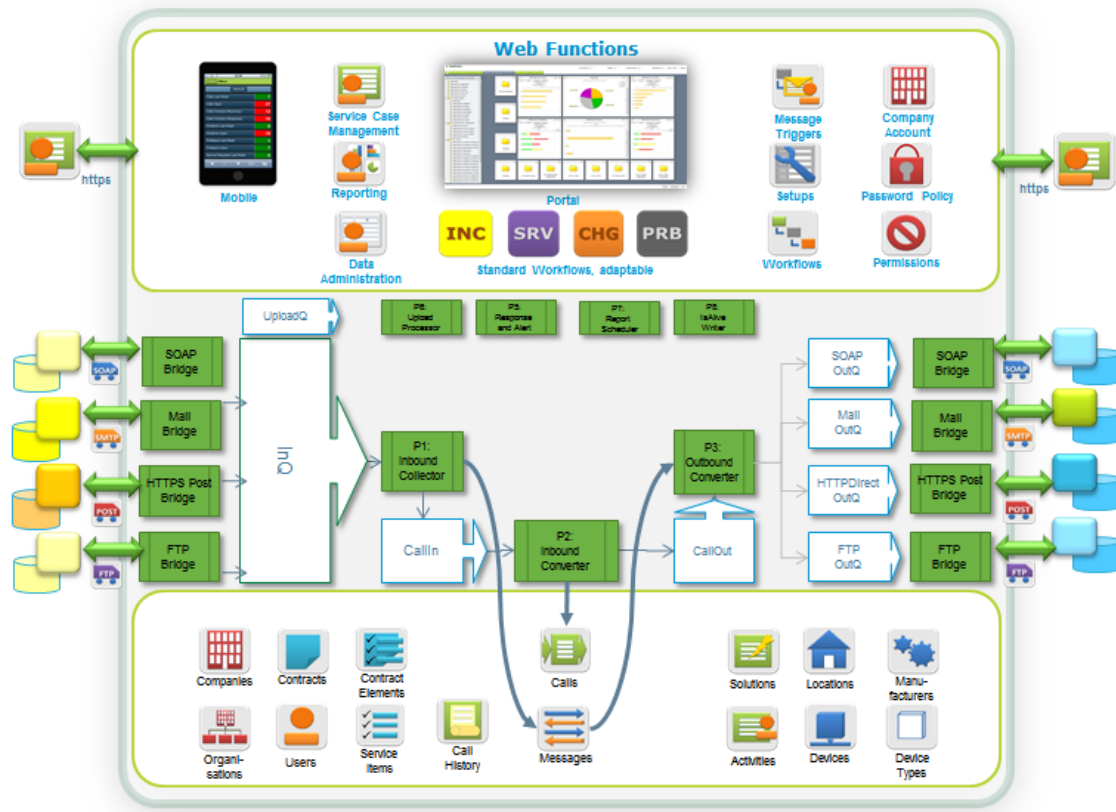 Web Functions
Service Case
Management
Reporting
Data
Administration
Mobile
Portal
INC
SRV
CHG
PRB
Standard Workflows, adaptable
Message
Triggers
Company
Account
Setups
Password Policy
Workflows
Permissions
https
https
UploadQ
P6:
Upload
Processor
P5:
Response
and Alert
P7:
Report
Scheduler
P8:
IsAlive
Writer
SOAP
SOAP
Bridge
SMTP
Mail
Bridge
POST
HTTPS Post
Bridge
FTP
FTP
Bridge
InQ
P1:
Inbound
Collector
CallIn
P2:
Inbound
Converter
P3:
Outbound
Converter
CallOut
SOAP
OutQ
SOAP
Bridge
SOAP
Mail
OutQ
Mail
Bridge
SMTP
HTTPDirect
OutQ
HTTPS Post
Bridge
POST
FTP
OutQ
FTP
Bridge
FTP
Companies
Contracts
Contract
Elements
Calls
Solutions
Locations
Manu-
facturers
Organi-
sations
Users
Service
Items
Call
History
Messages
Activities
Devices
Device
Types